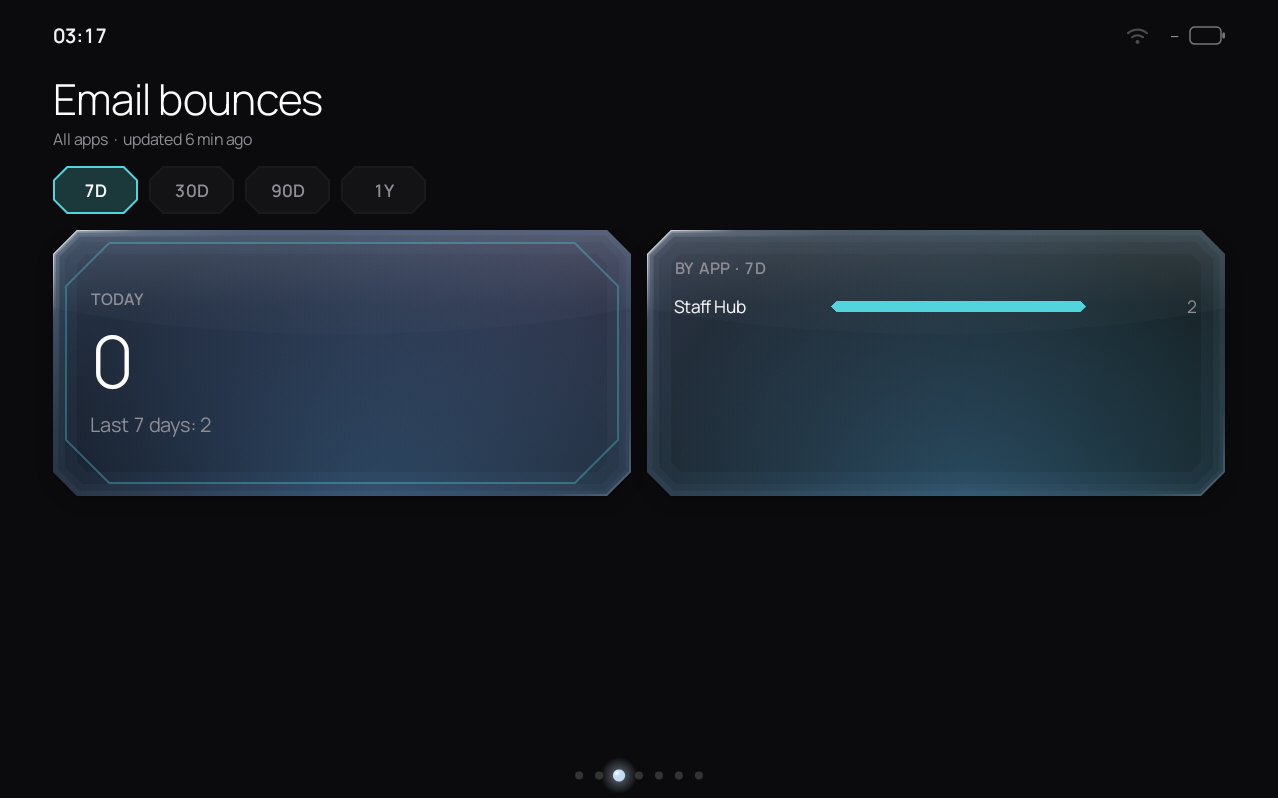 03:17
–
Email bounces
All apps · updated 6 min ago
7D 30D 90D 1Y
TODAY
0
Last 7 days: 2
BY APP · 7D
Staff Hub 2